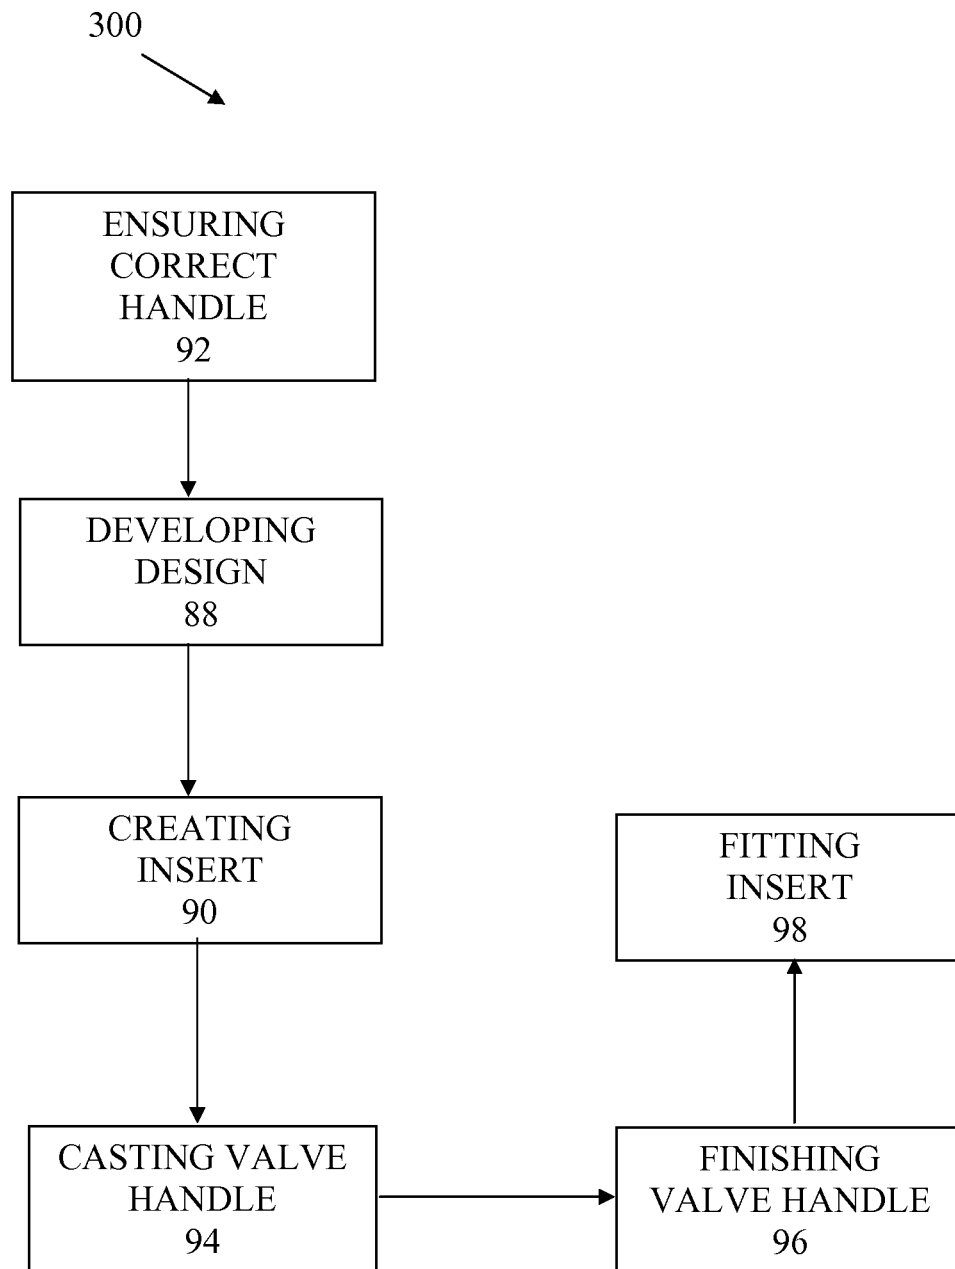 300
ENSURING
CORRECT
HANDLE
92
DEVELOPING
DESIGN
88
CREATING
INSERT
90
CASTING VALVE
HANDLE
94
FINISHING
VALVE HANDLE
96
FITTING
INSERT
98